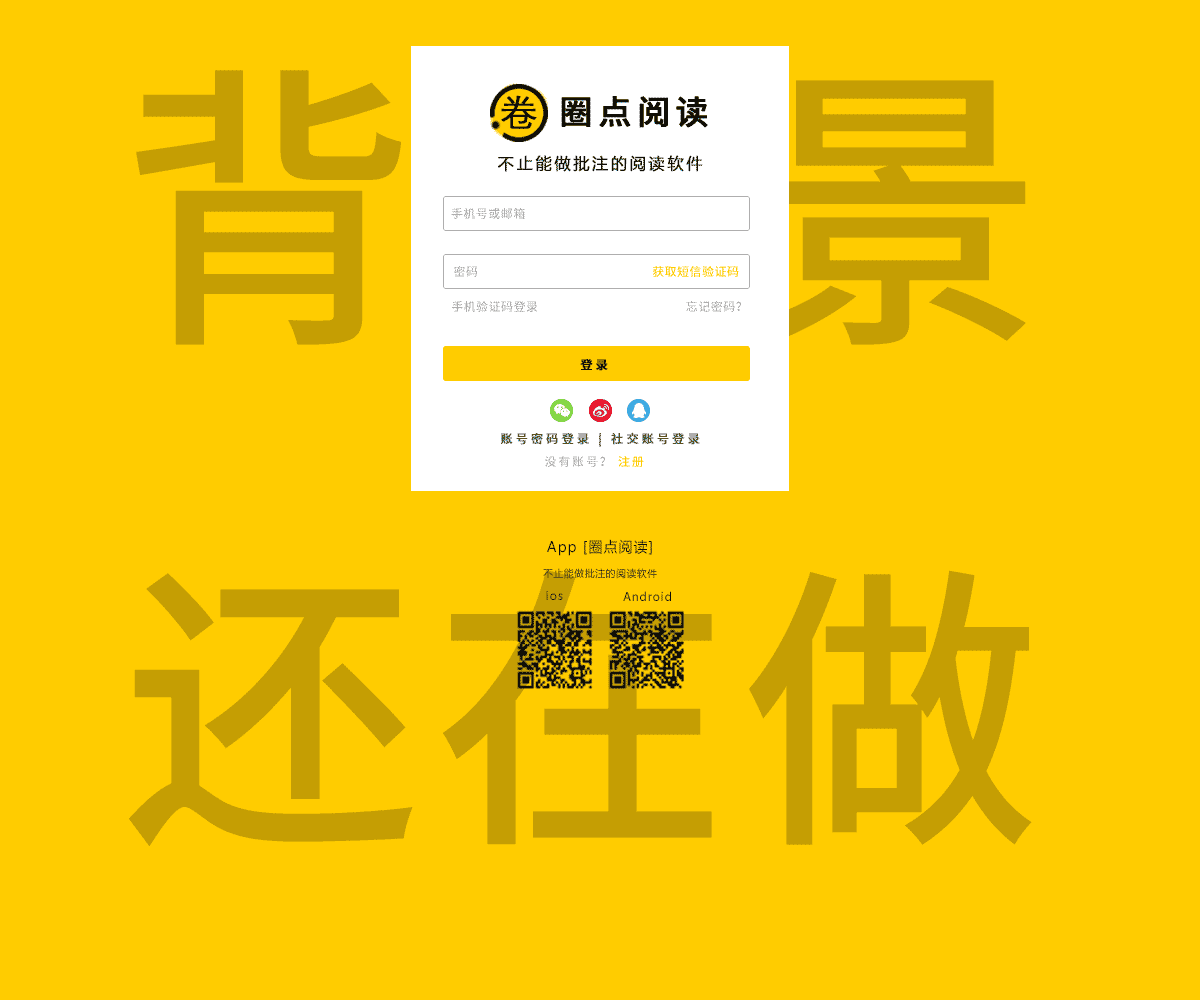 背景
卷 圈点阅读
不止能做批注的阅读软件
手机号或邮箱
密码 获取短信验证码
手机验证码登录 忘记密码?
登录
账号密码登录 | 社交账号登录
没有账号? 注册
App [圈点阅读]
不止能做批注的阅读软件
ios Android
还在做